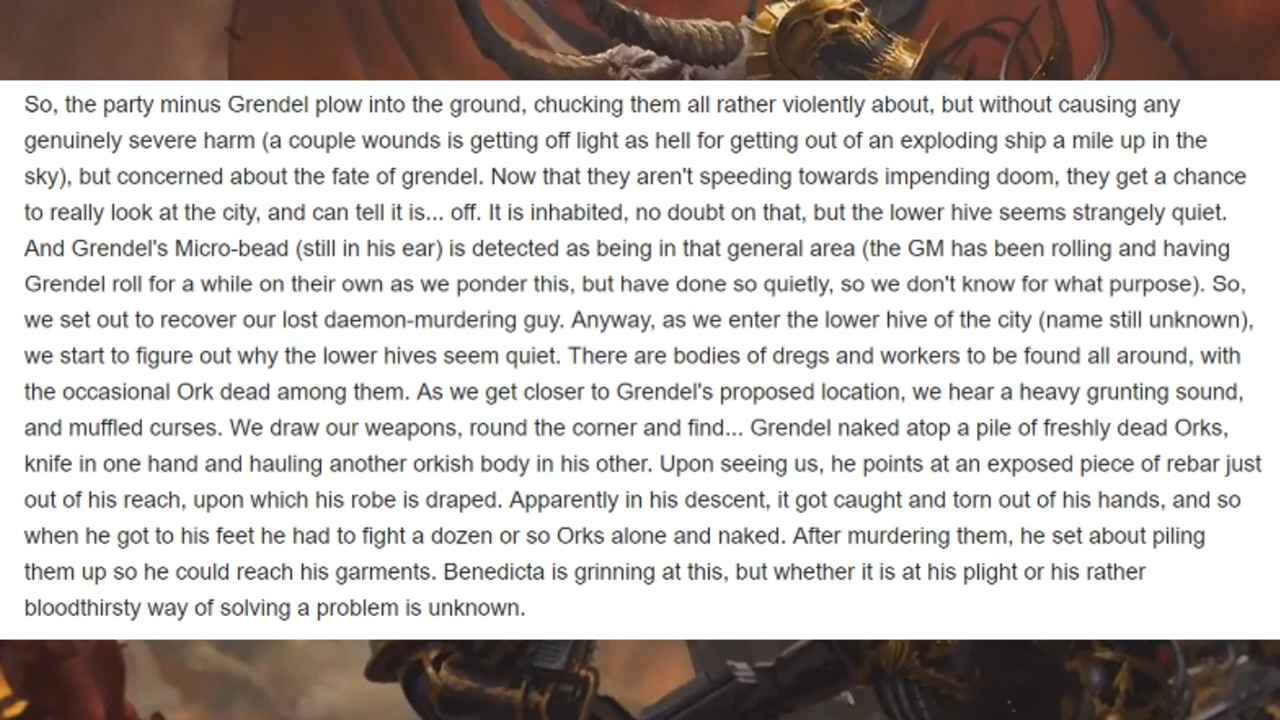 So, the party minus Grendel plow into the ground, chucking them all rather violently about, but without causing any
genuinely severe harm (a couple wounds is getting off light as hell for getting out of an exploding ship a mile up in the
sky), but concerned about the fate of grendel. Now that they aren't speeding towards impending doom, they get a chance
to really look at the city, and can tell it is... off. It is inhabited, no doubt on that, but the lower hive seems strangely quiet.
And Grendel's Micro-bead (still in his ear) is detected as being in that general area (the GM has been rolling and having
Grendel roll for a while on their own as we ponder this, but have done so quietly, so we don't know for what purpose). So,
we set out to recover our lost daemon-murdering guy. Anyway, as we enter the lower hive of the city (name still unknown),
we start to figure out why the lower hives seem quiet. There are bodies of dregs and workers to be found all around, with
the occasional Ork dead among them. As we get closer to Grendel's proposed location, we hear a heavy grunting sound,
and muffled curses. We draw our weapons, round the corner and find... Grendel naked atop a pile of freshly dead Orks,
knife in one hand and hauling another orkish body in his other. Upon seeing us, he points at an exposed piece of rebar just
out of his reach, upon which his robe is draped. Apparently in his descent, it got caught and torn out of his hands, and so
when he got to his feet he had to fight a dozen or so Orks alone and naked. After murdering them, he set about piling
them up so he could reach his garments. Benedicta is grinning at this, but whether it is at his plight or his rather
bloodthirsty way of solving a problem is unknown.